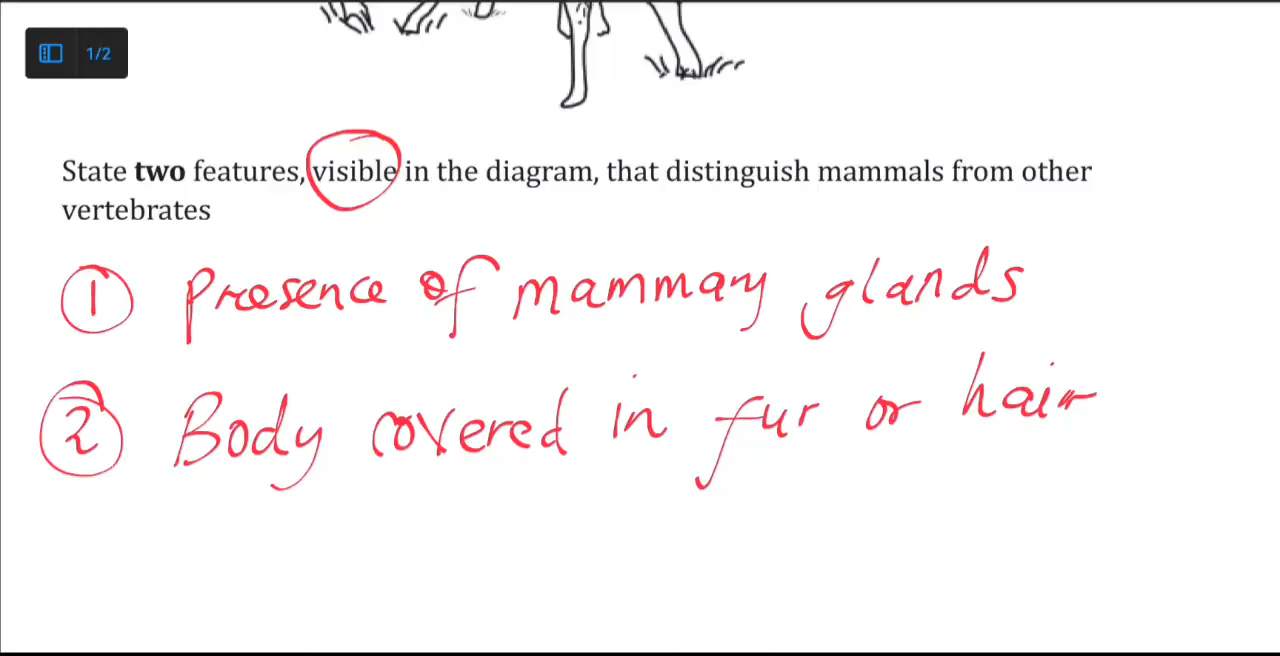 1/2
State two features, visible in the diagram, that distinguish mammals from other
vertebrates
1 Presence of mammary glands
2 Body covered in fur or hair